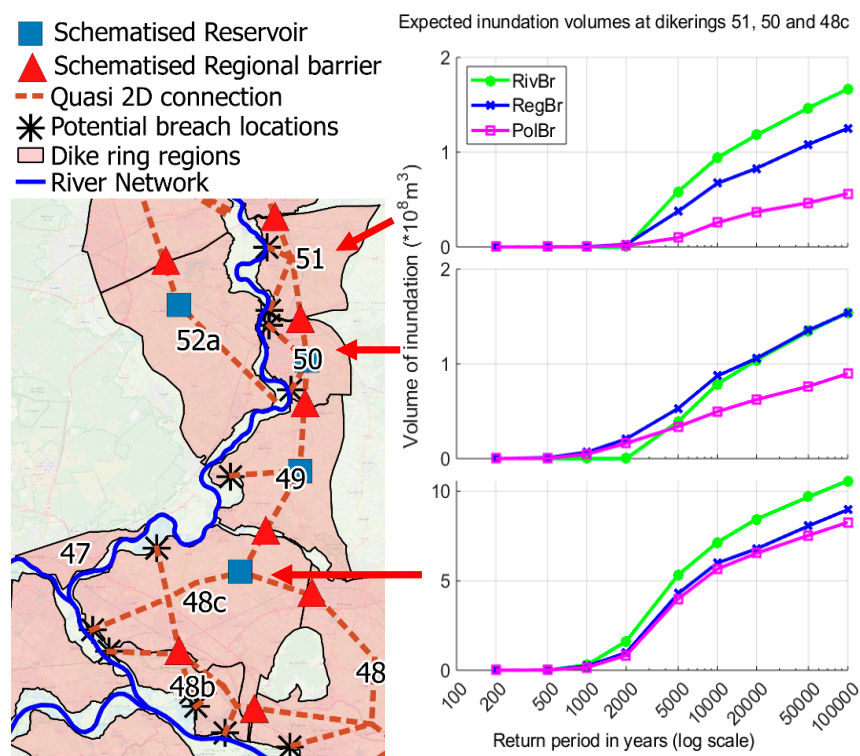 Schematised Reservoir
Schematised Regional barrier
Quasi 2D connection
Potential breach locations
Dike ring regions
River Network
51
52a
50
49
47
48c
48
48b
Expected inundation volumes at dikerings 51, 50 and 48c
RivBr
RegBr
PolBr
2
1
0
2
1
0
10
5
0
Volume of inundation (*10⁸m³)
100
200
500
1000
2000
5000
10000
20000
50000
100000
Return period in years (log scale)